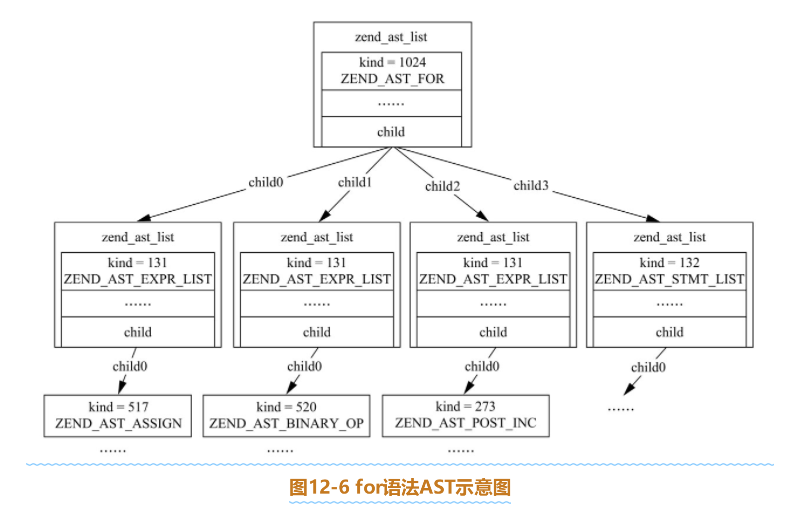 zend_ast_list
kind = 1024
ZEND_AST_FOR
……
child
child0
child1
child2
child3
zend_ast_list
kind = 131
ZEND_AST_EXPR_LIST
……
child
child0
kind = 517
ZEND_AST_ASSIGN
……
zend_ast_list
kind = 131
ZEND_AST_EXPR_LIST
……
child
child0
kind = 520
ZEND_AST_BINARY_OP
……
zend_ast_list
kind = 131
ZEND_AST_EXPR_LIST
……
child
child0
kind = 273
ZEND_AST_POST_INC
……
zend_ast_list
kind = 132
ZEND_AST_STMT_LIST
……
child
child0
……
图12-6 for语法AST示意图